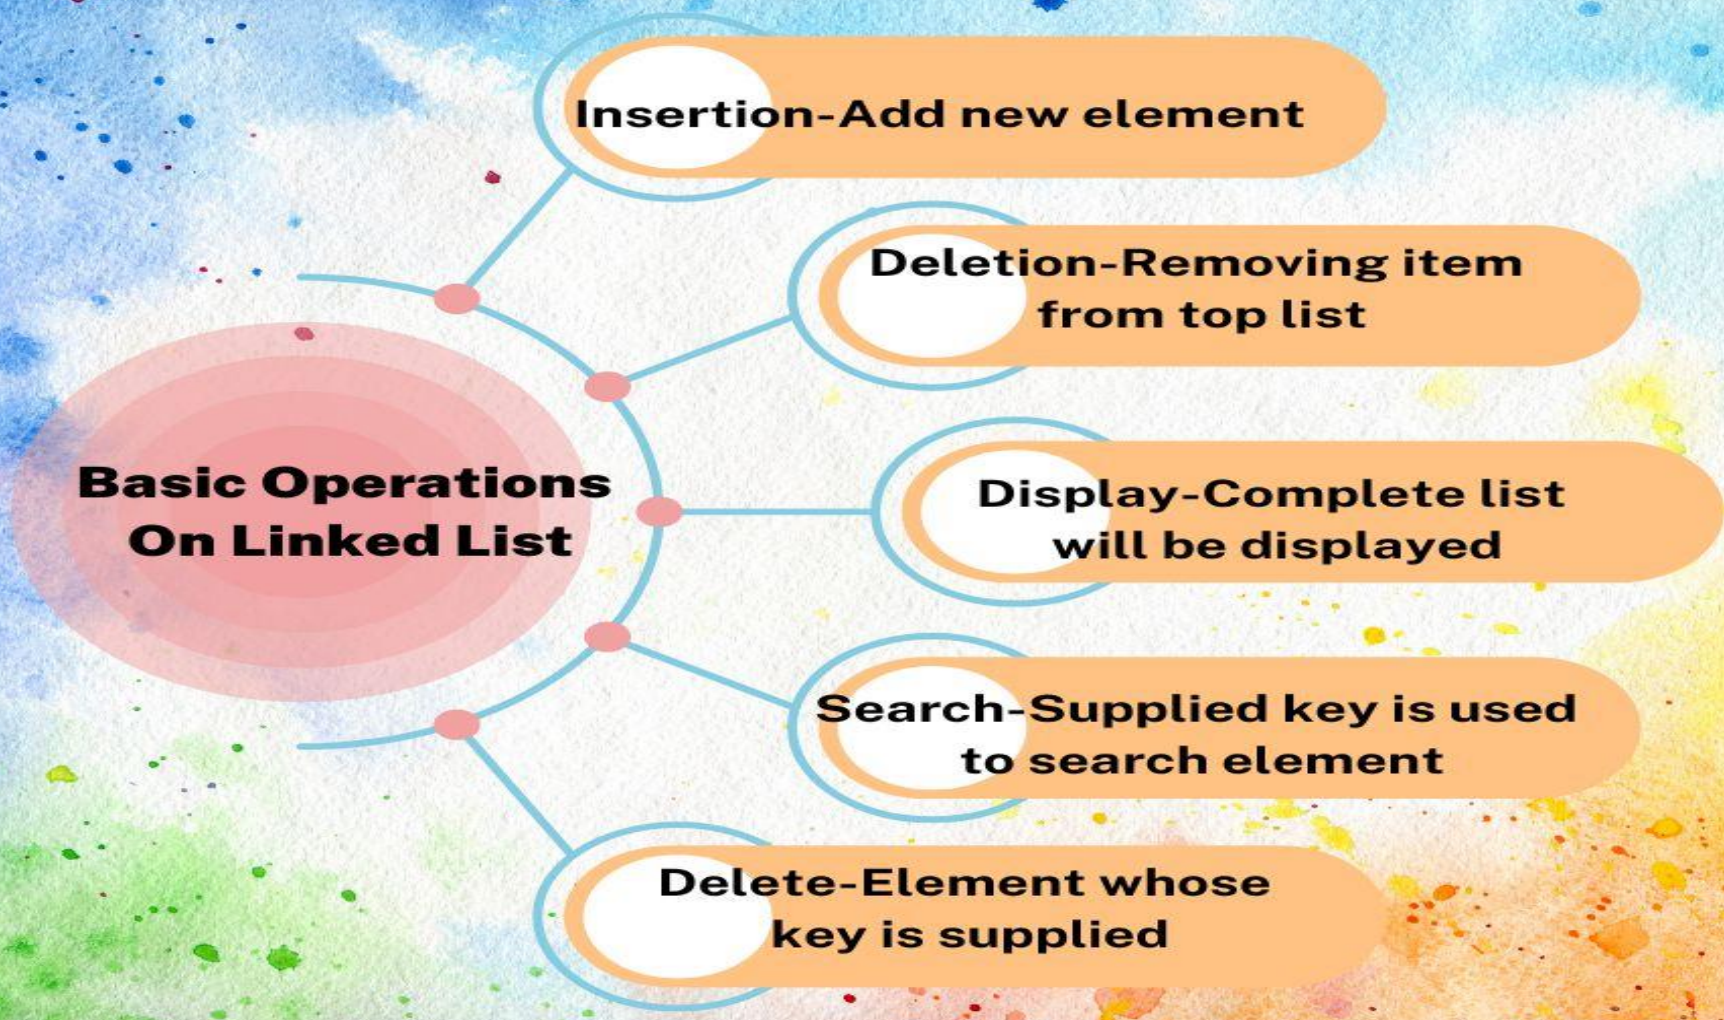 Insertion-Add new element
Deletion-Removing item
from top list
Basic Operations
On Linked List
Display-Complete list
will be displayed
Search-Supplied key is used
to search element
Delete-Element whose
key is supplied